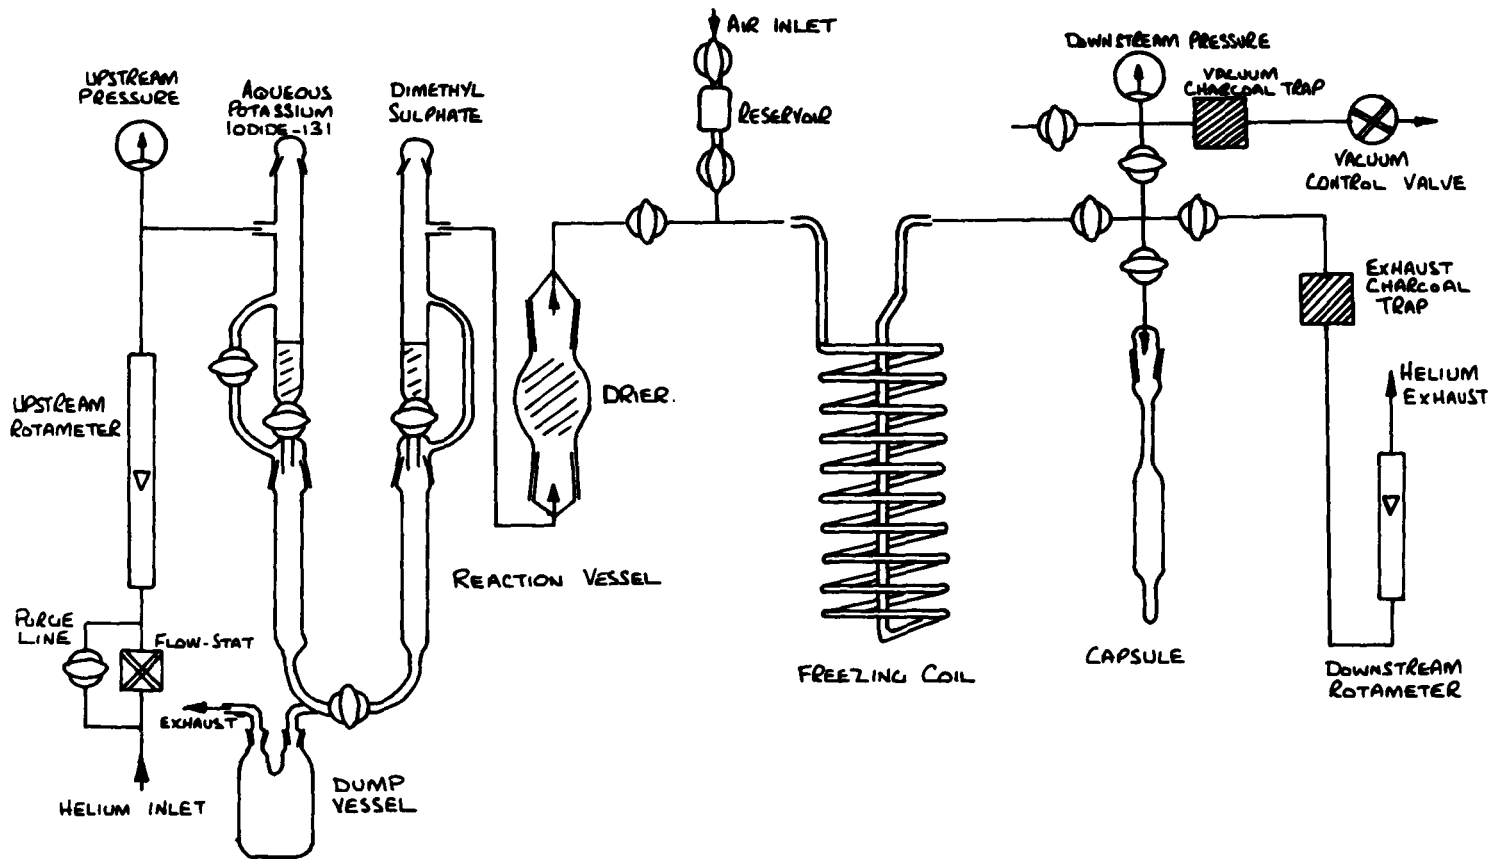 AIR INLET
DOWNSTREAM PRESSURE
UPSTREAM
PRESSURE
AQUEOUS
POTASSIUM
IODIDE-131
DIMETHYL
SULPHATE
VACUUM
CHARCOAL TRAP
RESERVOIR
VACUUM
CONTROL VALVE
EXHAUST
CHARCOAL
TRAP
UPSTREAM
ROTAMETER
DRIER.
HELIUM
EXHAUST
REACTION VESSEL
PURGE
LINE
FLOW-STAT
FREEZING COIL
CAPSULE
DOWNSTREAM
ROTAMETER
EXHAUST
DUMP
VESSEL
HELIUM INLET